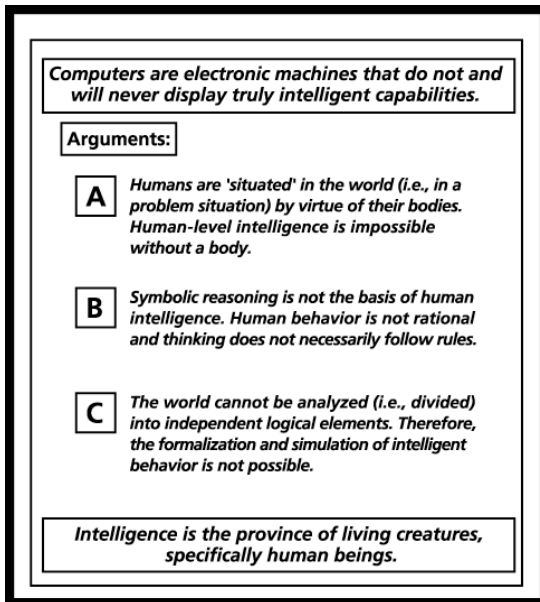 Computers are electronic machines that do not and
will never display truly intelligent capabilities.
Arguments:
A
Humans are 'situated' in the world (i.e., in a
problem situation) by virtue of their bodies.
Human-level intelligence is impossible
without a body.
B
Symbolic reasoning is not the basis of human
intelligence. Human behavior is not rational
and thinking does not necessarily follow rules.
C
The world cannot be analyzed (i.e., divided)
into independent logical elements. Therefore,
the formalization and simulation of intelligent
behavior is not possible.
Intelligence is the province of living creatures,
specifically human beings.